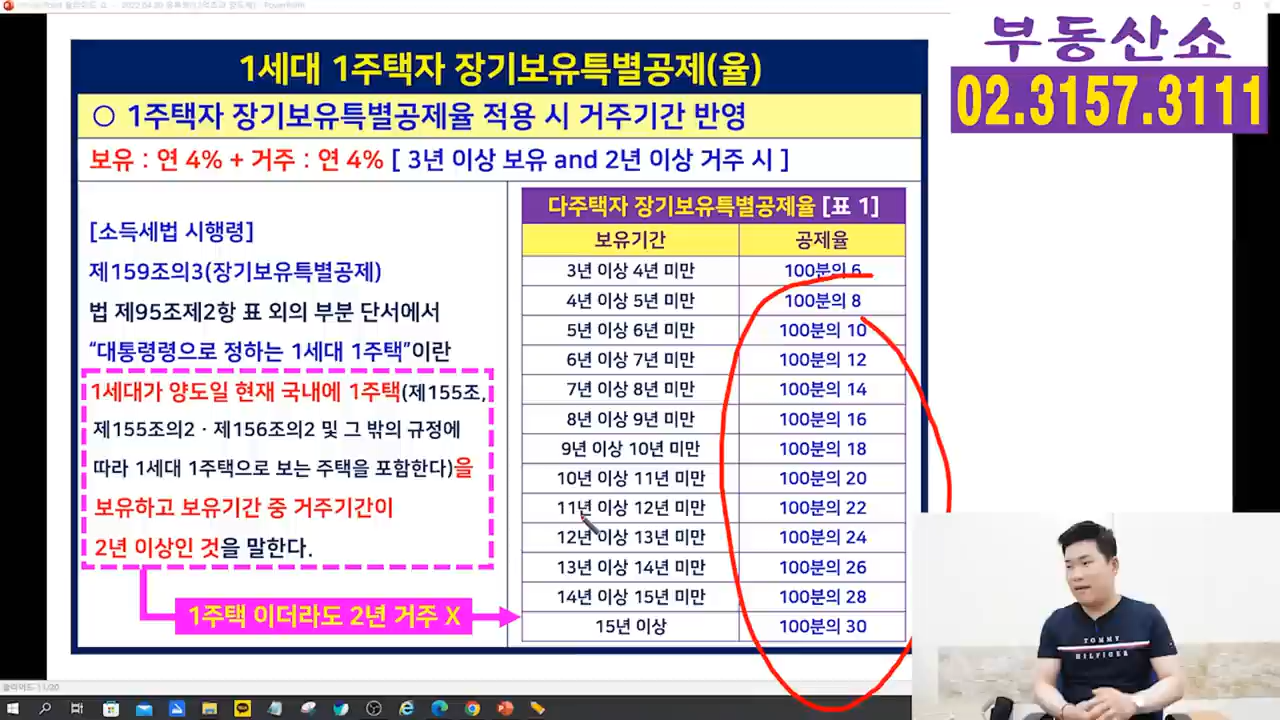 부동산쇼
02.3157.3111
1세대 1주택자 장기보유특별공제(율)
○ 1주택자 장기보유특별공제율 적용 시 거주기간 반영
보유 : 연 4% + 거주 : 연 4% [ 3년 이상 보유 and 2년 이상 거주 시 ]
[소득세법 시행령]
제159조의3(장기보유특별공제)
법 제95조제2항 표 외의 부분 단서에서
“대통령령으로 정하는 1세대 1주택”이란
1세대가 양도일 현재 국내에 1주택(제155조,
제155조의2ㆍ제156조의2 및 그 밖의 규정에
따라 1세대 1주택으로 보는 주택을 포함한다)을
보유하고 보유기간 중 거주기간이
2년 이상인 것을 말한다.
1주택 이더라도 2년 거주 X
다주택자 장기보유특별공제율 [표 1]
보유기간 공제율
3년 이상 4년 미만 100분의 6
4년 이상 5년 미만 100분의 8
5년 이상 6년 미만 100분의 10
6년 이상 7년 미만 100분의 12
7년 이상 8년 미만 100분의 14
8년 이상 9년 미만 100분의 16
9년 이상 10년 미만 100분의 18
10년 이상 11년 미만 100분의 20
11년 이상 12년 미만 100분의 22
12년 이상 13년 미만 100분의 24
13년 이상 14년 미만 100분의 26
14년 이상 15년 미만 100분의 28
15년 이상 100분의 30
TOMMY
HILFIGER